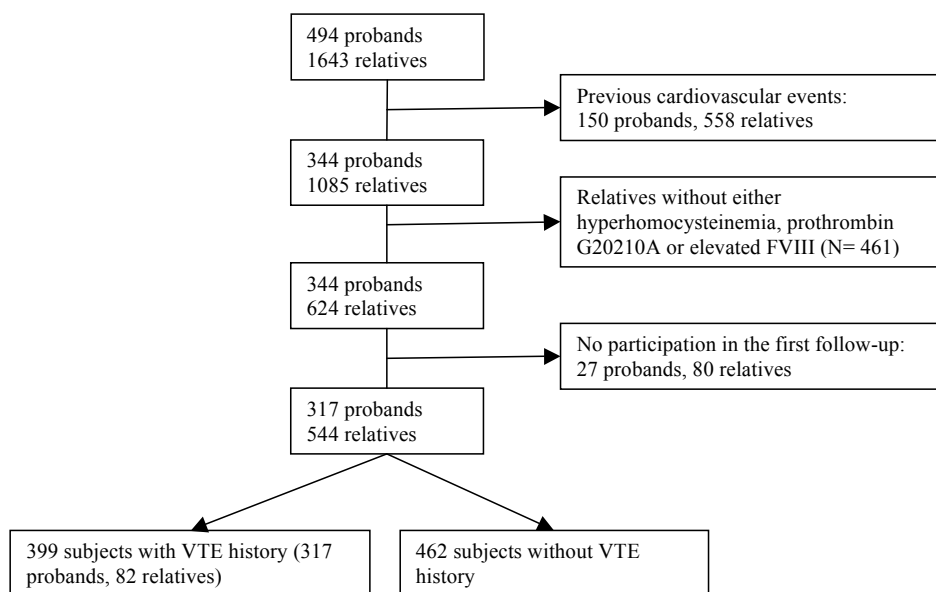 494 probands
1643 relatives
Previous cardiovascular events:
150 probands, 558 relatives
344 probands
1085 relatives
Relatives without either
hyperhomocysteinemia, prothrombin
G20210A or elevated FVIII (N= 461)
344 probands
624 relatives
No participation in the first follow-up:
27 probands, 80 relatives
317 probands
544 relatives
399 subjects with VTE history (317
probands, 82 relatives)
462 subjects without VTE
history